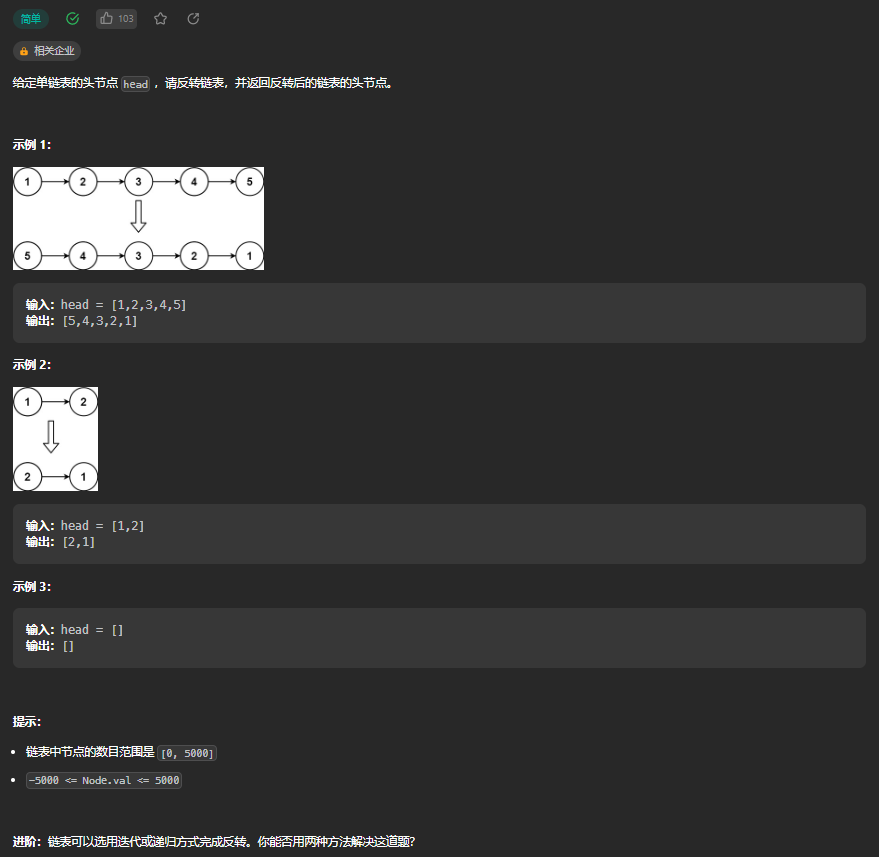 简单 103
相关企业
给定单链表的头节点 head ，请反转链表，并返回反转后的链表的头节点。
示例 1：
1 2 3 4 5
5 4 3 2 1
输入：head = [1,2,3,4,5]
输出：[5,4,3,2,1]
示例 2：
1 2
2 1
输入：head = [1,2]
输出：[2,1]
示例 3：
输入：head = []
输出：[]
提示：
• 链表中节点的数目范围是 [0, 5000]
• -5000 <= Node.val <= 5000
进阶：链表可以选用迭代或递归方式完成反转。你能否用两种方法解决这道题？